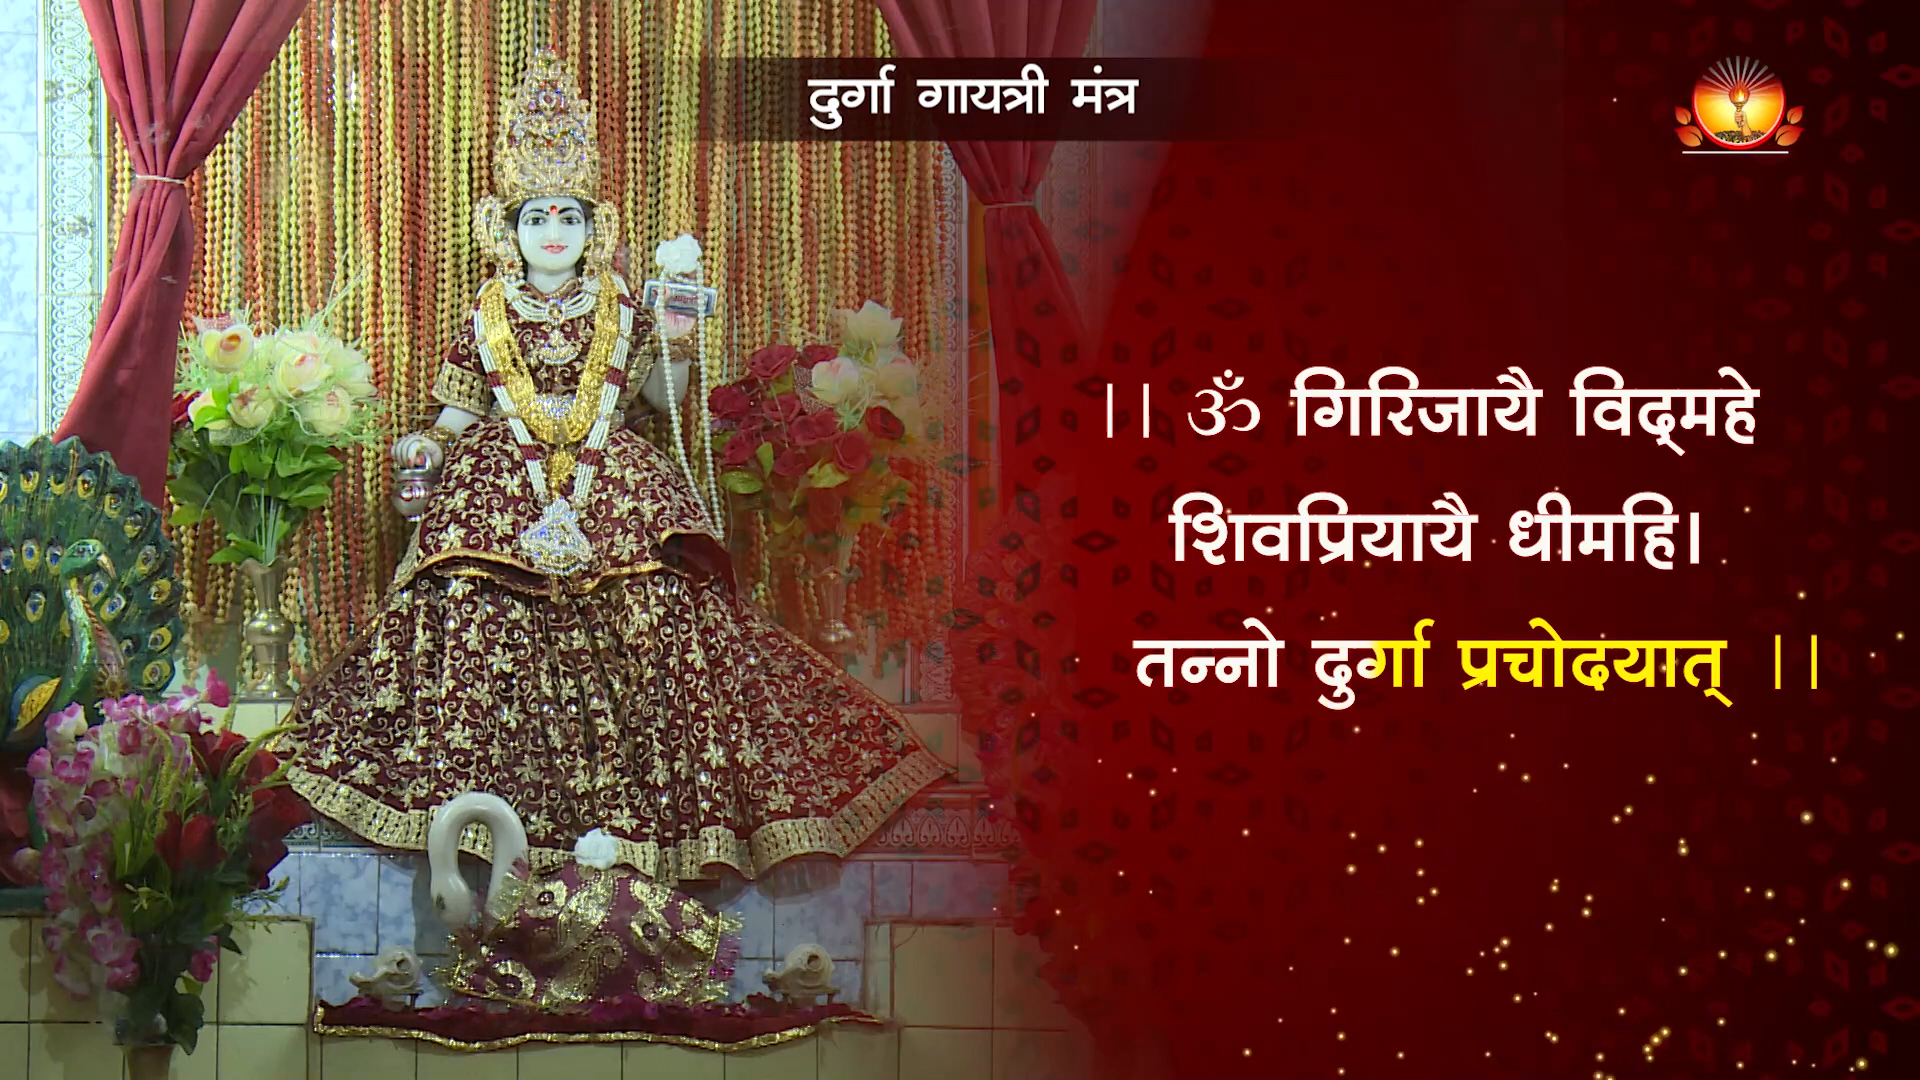 दुर्गा गायत्री मंत्र
।। ॐ गिरिजायै विद्‌महे
शिवप्रियायै धीमहि।
तन्नो दुर्गा प्रचोदयात् ।।